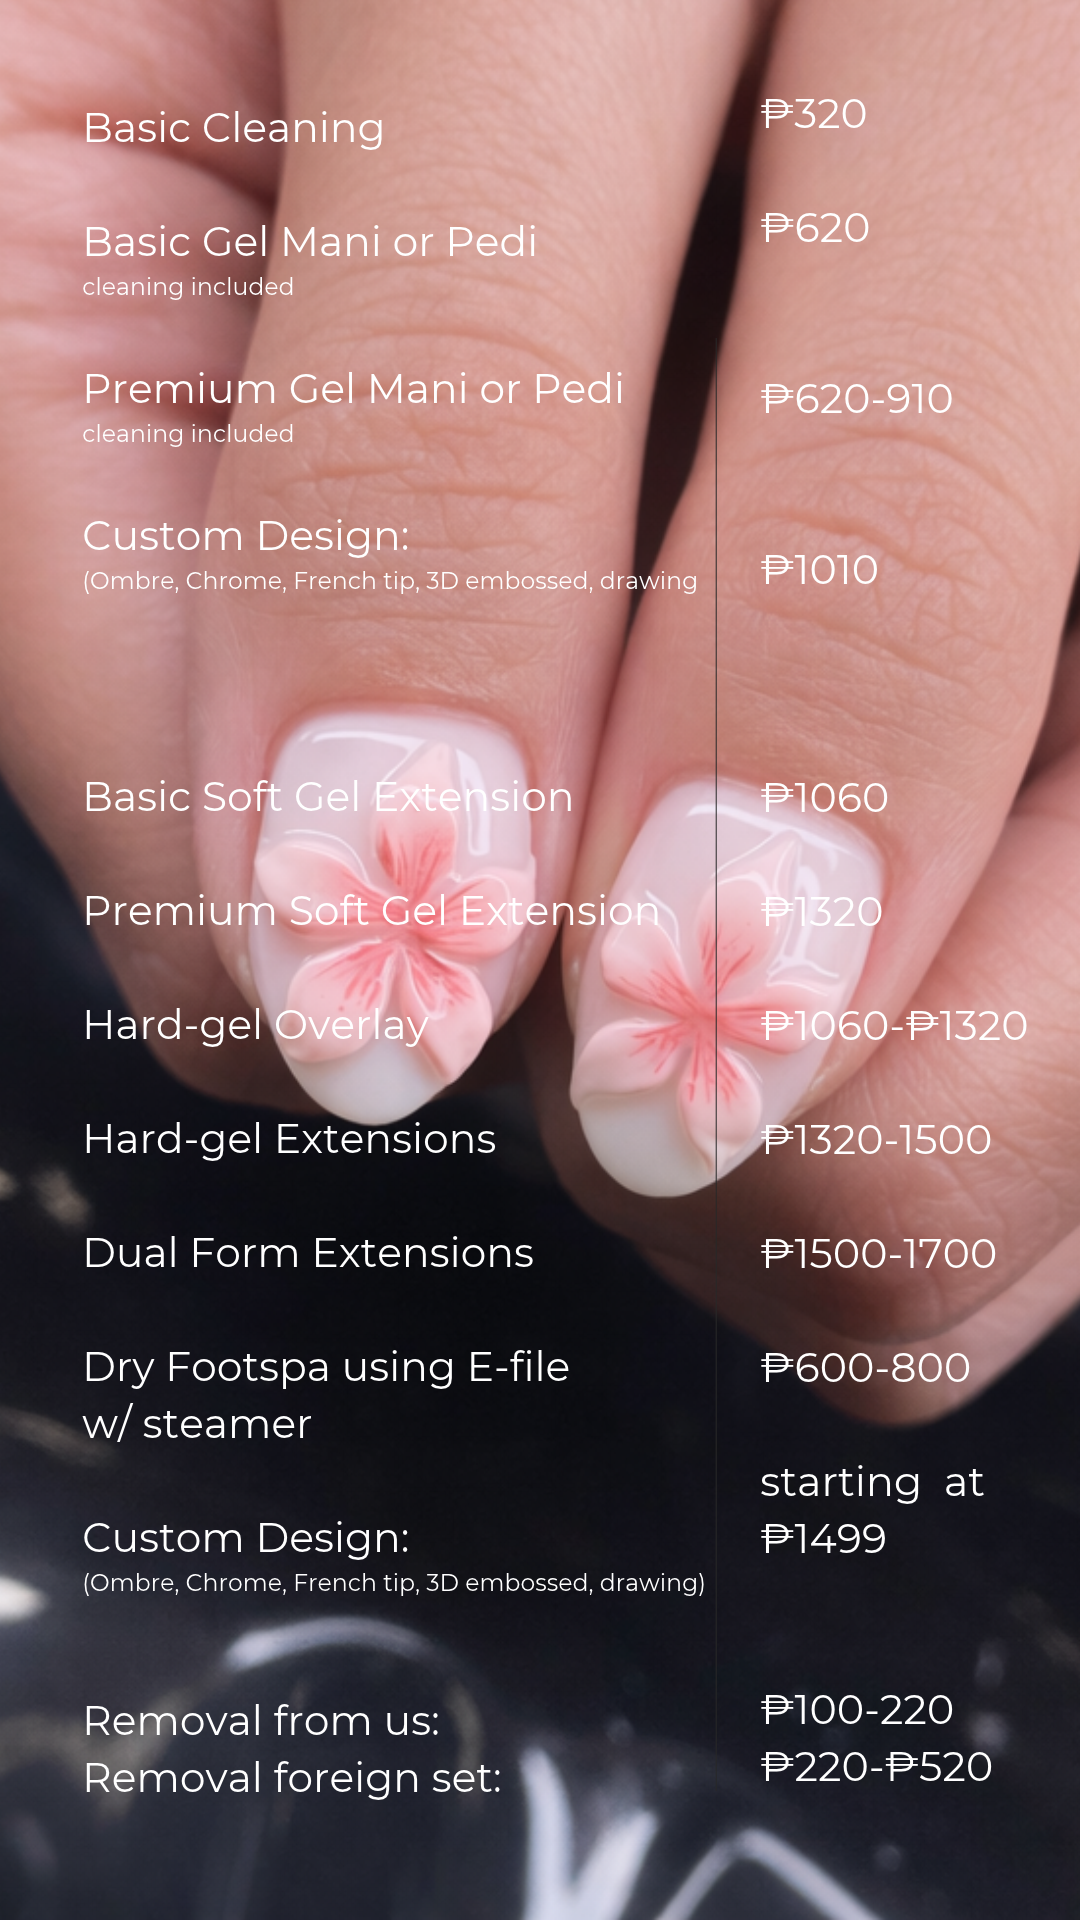 Basic Cleaning ₱320
Basic Gel Mani or Pedi ₱620
cleaning included
Premium Gel Mani or Pedi ₱620-910
cleaning included
Custom Design: ₱1010
(Ombre, Chrome, French tip, 3D embossed, drawing
Basic Soft Gel Extension ₱1060
Premium Soft Gel Extension ₱1320
Hard-gel Overlay ₱1060-₱1320
Hard-gel Extensions ₱1320-1500
Dual Form Extensions ₱1500-1700
Dry Footspa using E-file ₱600-800
w/ steamer
starting at
Custom Design: ₱1499
(Ombre, Chrome, French tip, 3D embossed, drawing)
Removal from us: ₱100-220
Removal foreign set: ₱220-₱520